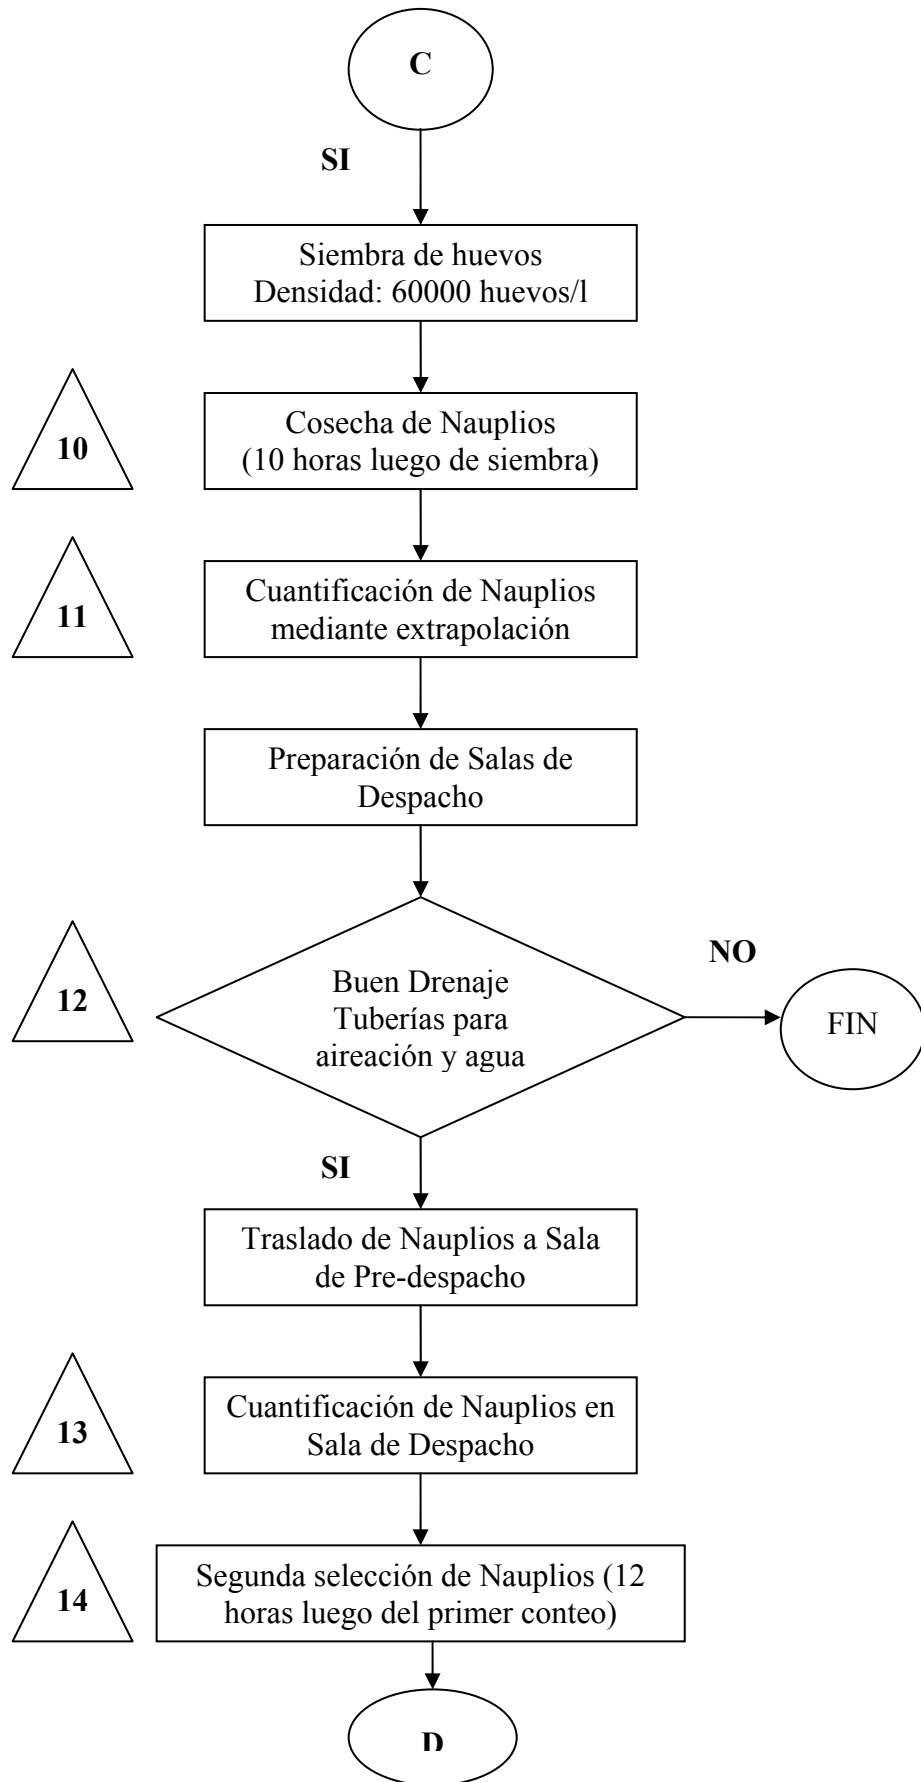 C
SI
Siembra de huevos
Densidad: 60000 huevos/l
10
Cosecha de Nauplios
(10 horas luego de siembra)
11
Cuantificación de Nauplios
mediante extrapolación
Preparación de Salas de
Despacho
12
Buen Drenaje
Tuberías para
aireación y agua
NO
FIN
SI
Traslado de Nauplios a Sala
de Pre-despacho
13
Cuantificación de Nauplios en
Sala de Despacho
14
Segunda selección de Nauplios (12
horas luego del primer conteo)
D